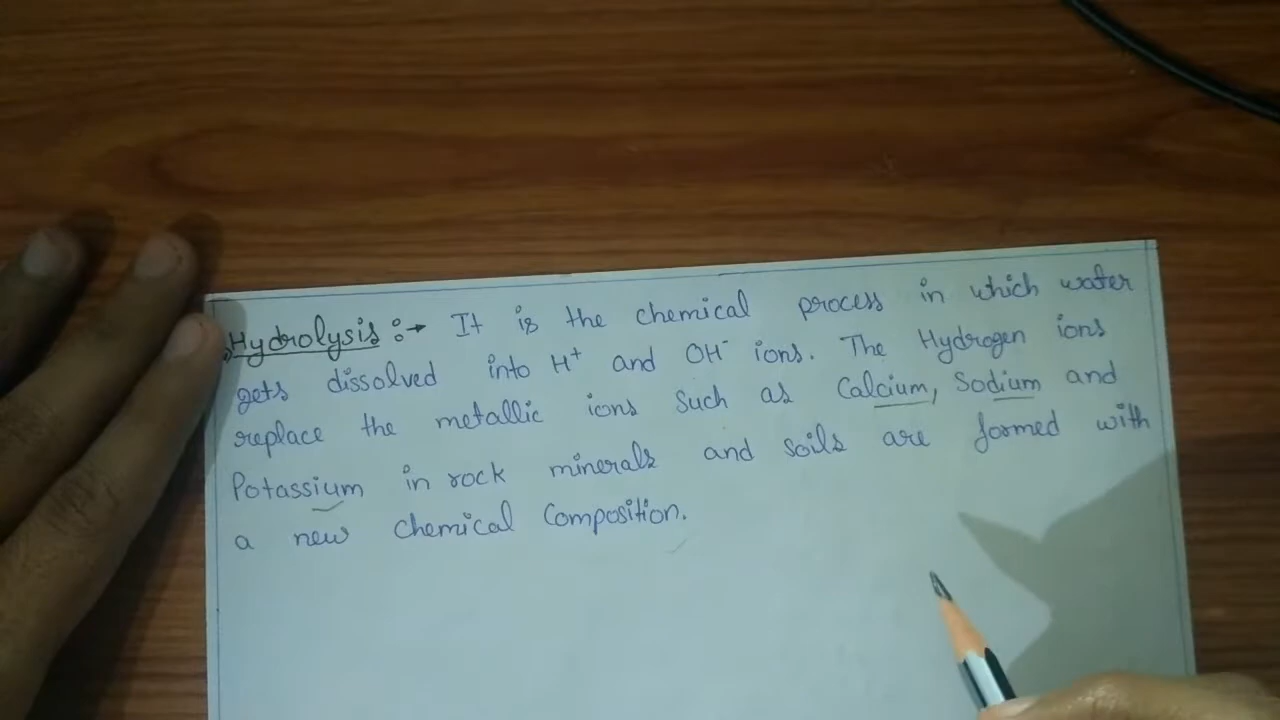 Hydrolysis :→ It is the chemical process in which water
gets dissolved into H⁺ and OH⁻ ions. The Hydrogen ions
replace the metallic ions such as Calcium, Sodium and
Potassium in rock minerals and soils are formed with
a new chemical composition.